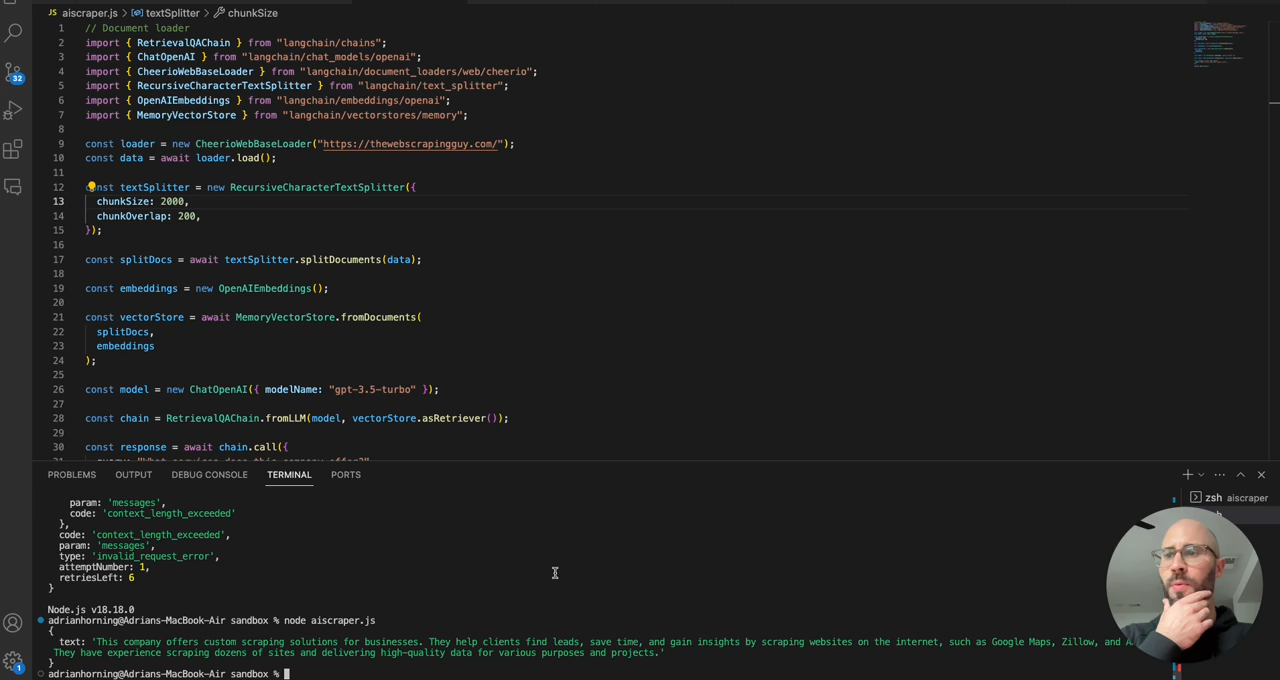 JS aiscraper.js > textSplitter > chunkSize
1 // Document loader
2 import { RetrievalQAChain } from "langchain/chains";
3 import { ChatOpenAI } from "langchain/chat_models/openai";
4 import { CheerioWebBaseLoader } from "langchain/document_loaders/web/cheerio";
5 import { RecursiveCharacterTextSplitter } from "langchain/text_splitter";
6 import { OpenAIEmbeddings } from "langchain/embeddings/openai";
7 import { MemoryVectorStore } from "langchain/vectorstores/memory";
8
9 const loader = new CheerioWebBaseLoader("https://thewebscrapingguy.com/");
10 const data = await loader.load();
11
12 const textSplitter = new RecursiveCharacterTextSplitter({
13 chunkSize: 2000,
14 chunkOverlap: 200,
15 });
16
17 const splitDocs = await textSplitter.splitDocuments(data);
18
19 const embeddings = new OpenAIEmbeddings();
20
21 const vectorStore = await MemoryVectorStore.fromDocuments(
22 splitDocs,
23 embeddings
24 );
25
26 const model = new ChatOpenAI({ modelName: "gpt-3.5-turbo" });
27
28 const chain = RetrievalQAChain.fromLLM(model, vectorStore.asRetriever());
29
30 const response = await chain.call({
32
1
PROBLEMS OUTPUT DEBUG CONSOLE TERMINAL PORTS
zsh aiscraper
param: 'messages',
code: 'context_length_exceeded'
},
code: 'context_length_exceeded',
param: 'messages',
type: 'invalid_request_error',
attemptNumber: 1,
retriesLeft: 6
}
Node.js v18.18.0
adrianhorning@Adrians-MacBook-Air sandbox % node aiscraper.js
{
text: 'This company offers custom scraping solutions for businesses. They help clients find leads, save time, and gain insights by scraping websites on the internet, such as Google Maps, Zillow, and
They have experience scraping dozens of sites and delivering high-quality data for various purposes and projects.'
}
adrianhorning@Adrians-MacBook-Air sandbox %